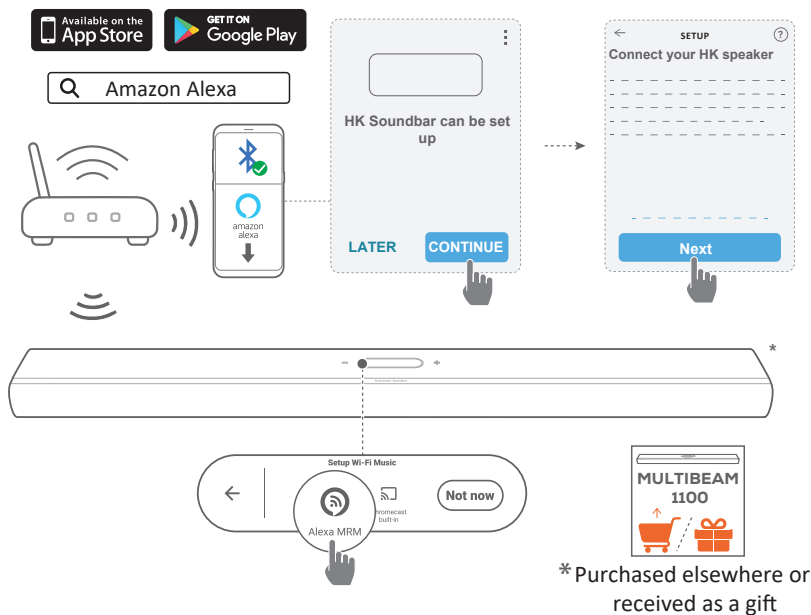 Available on the
App Store
GET IT ON
Google Play
Amazon Alexa
amazon
alexa
HK Soundbar can be set
up
LATER
CONTINUE
SETUP
?
Connect your HK speaker
Next
*
Setup Wi-Fi Music
Alexa MRM
hromecast
built-in
Not now
MULTIBEAM
1100
*Purchased elsewhere or
received as a gift